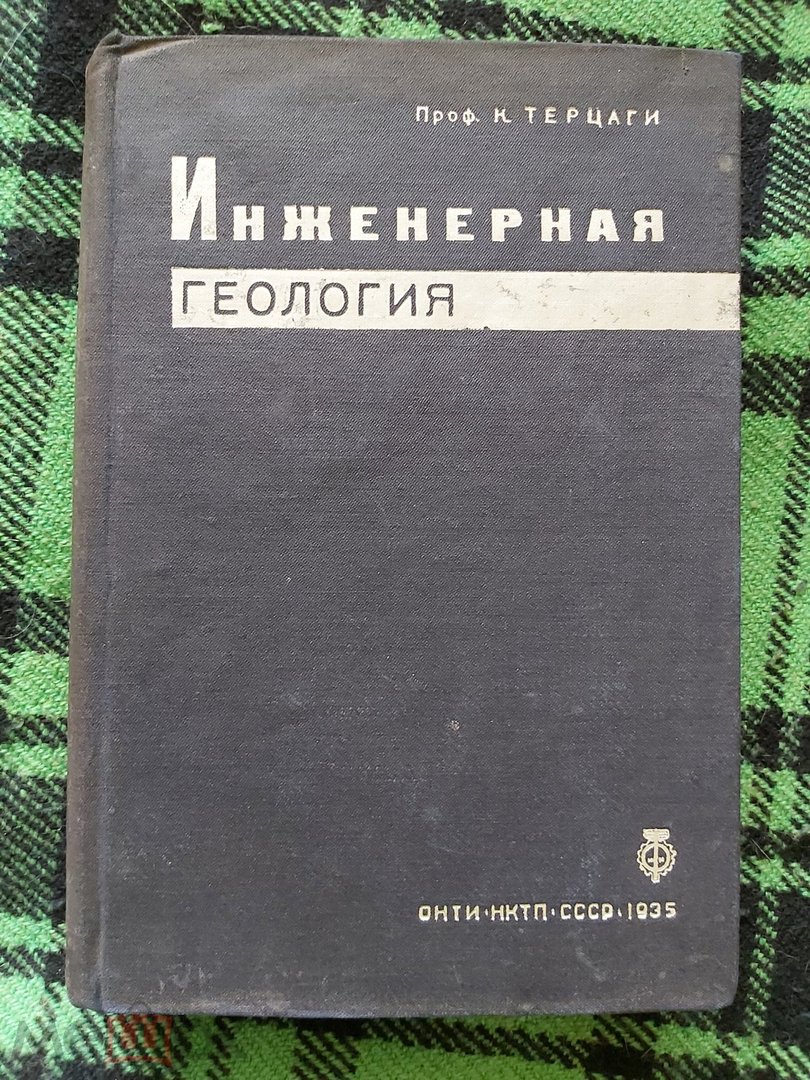 Проф. К. ТЕРЦАГИ
ИНЖЕНЕРНАЯ
ГЕОЛОГИЯ
ОНТИ·НКТП·СССР·1935